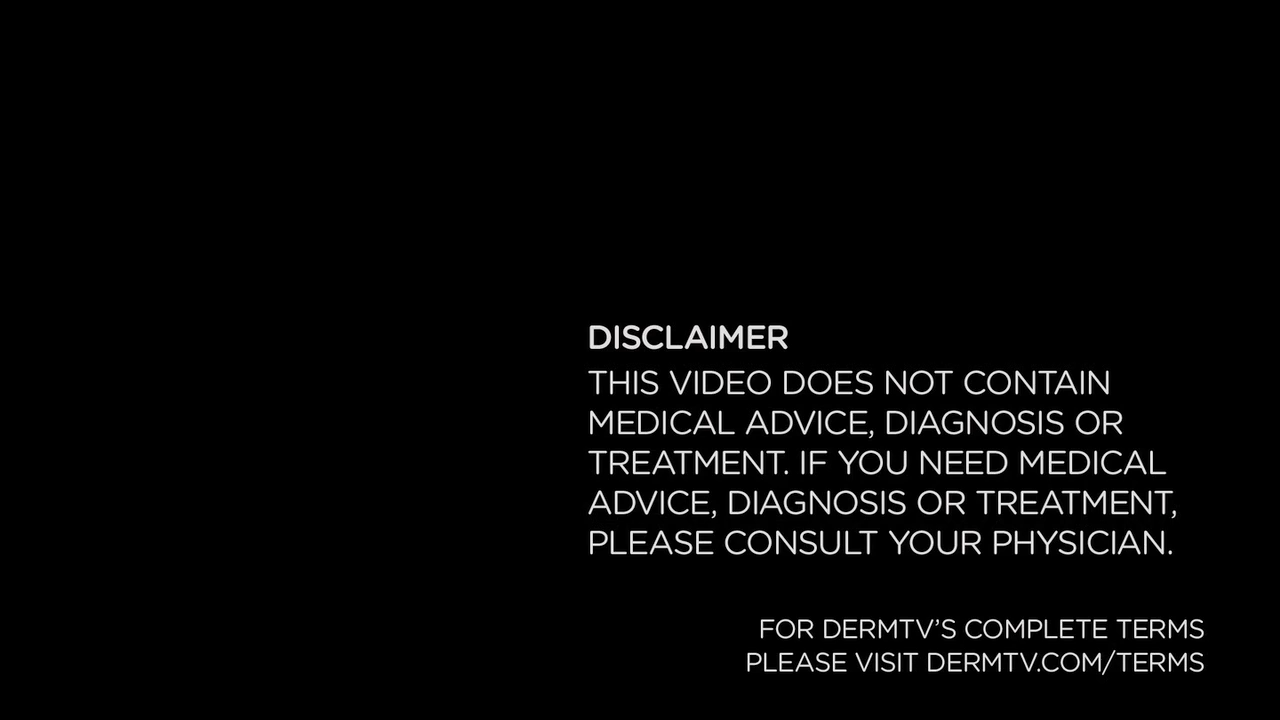 DISCLAIMER
THIS VIDEO DOES NOT CONTAIN
MEDICAL ADVICE, DIAGNOSIS OR
TREATMENT. IF YOU NEED MEDICAL
ADVICE, DIAGNOSIS OR TREATMENT,
PLEASE CONSULT YOUR PHYSICIAN.
FOR DERMTV’S COMPLETE TERMS
PLEASE VISIT DERMTV.COM/TERMS